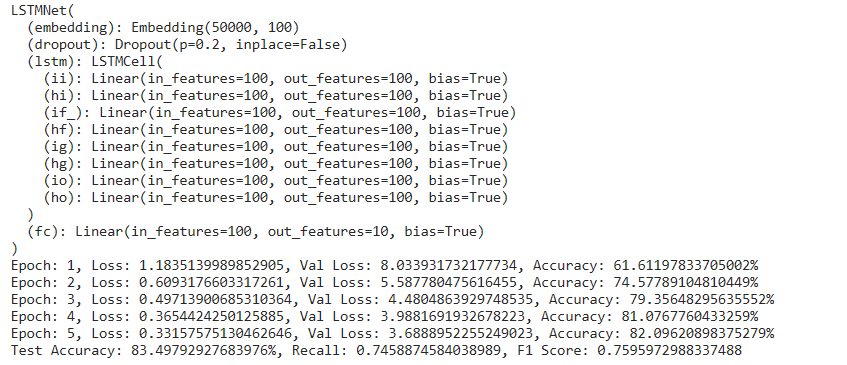 LSTMNet(
(embedding): Embedding(50000, 100)
(dropout): Dropout(p=0.2, inplace=False)
(lstm): LSTMCell(
(ii): Linear(in_features=100, out_features=100, bias=True)
(hi): Linear(in_features=100, out_features=100, bias=True)
(if_): Linear(in_features=100, out_features=100, bias=True)
(hf): Linear(in_features=100, out_features=100, bias=True)
(ig): Linear(in_features=100, out_features=100, bias=True)
(hg): Linear(in_features=100, out_features=100, bias=True)
(io): Linear(in_features=100, out_features=100, bias=True)
(ho): Linear(in_features=100, out_features=100, bias=True)
)
(fc): Linear(in_features=100, out_features=10, bias=True)
)
Epoch: 1, Loss: 1.1835139989852905, Val Loss: 8.033931732177734, Accuracy: 61.61197833705002%
Epoch: 2, Loss: 0.6093176603317261, Val Loss: 5.587780475616455, Accuracy: 74.57789104810449%
Epoch: 3, Loss: 0.49713900685310364, Val Loss: 4.4804863929748535, Accuracy: 79.35648295635552%
Epoch: 4, Loss: 0.3654424250125885, Val Loss: 3.9881691932678223, Accuracy: 81.0767760433259%
Epoch: 5, Loss: 0.33157575130462646, Val Loss: 3.6888952255249023, Accuracy: 82.09620898375279%
Test Accuracy: 83.49792927683976%, Recall: 0.7458874584038989, F1 Score: 0.7595972988337488